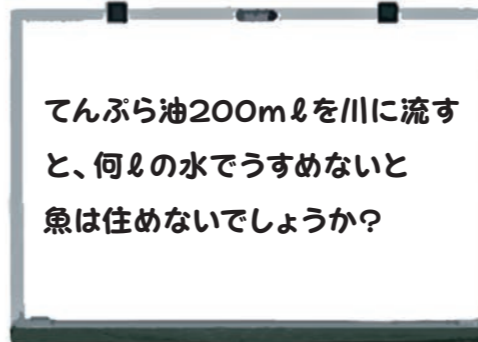 てんぷら油200mℓを川に流す
と、何ℓの水でうすめないと
魚は住めないでしょうか?